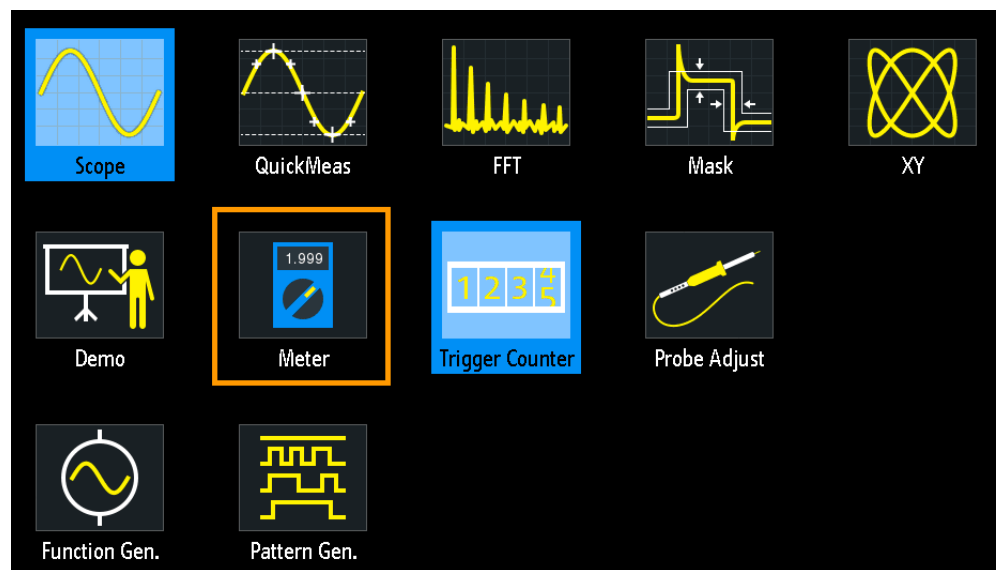 Scope
QuickMeas
FFT
Mask
XY
1.999
1 2 3 4
5
Demo
Meter
Trigger Counter
Probe Adjust
Function Gen.
Pattern Gen.